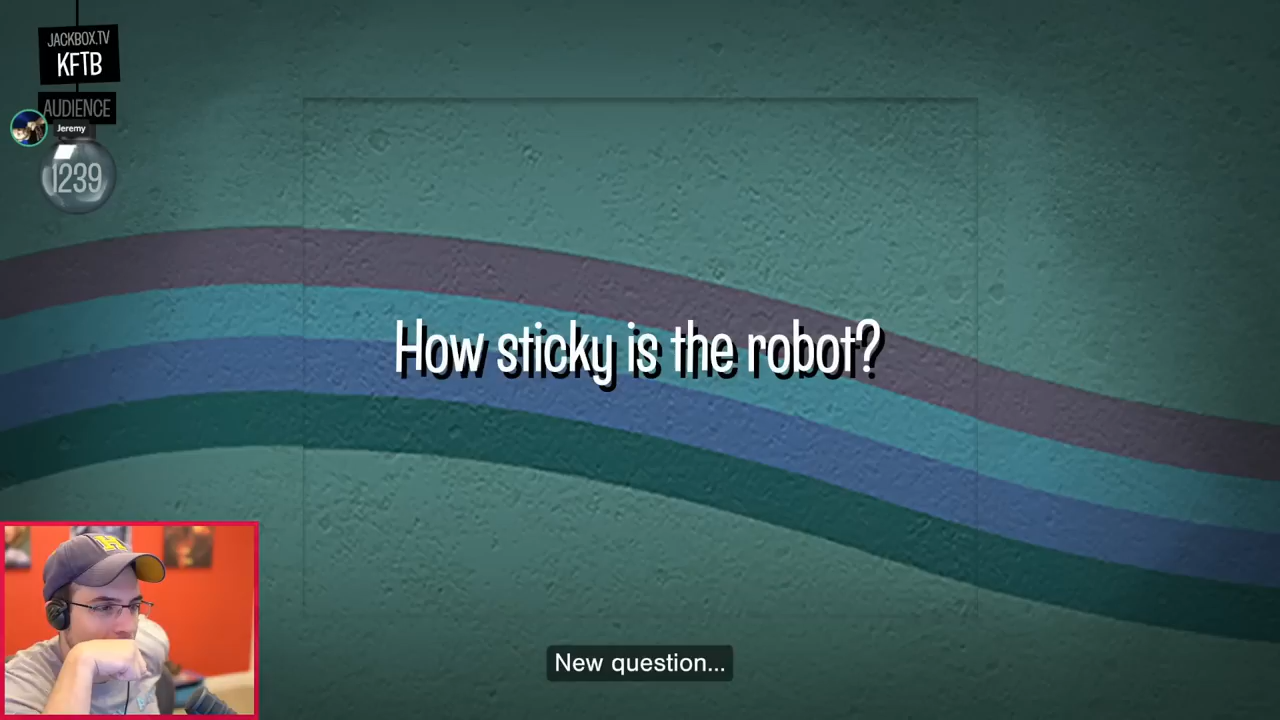 JACKBOX.TV
KFTB
AUDIENCE
Jeremy
1239
How sticky is the robot?
H
New question...